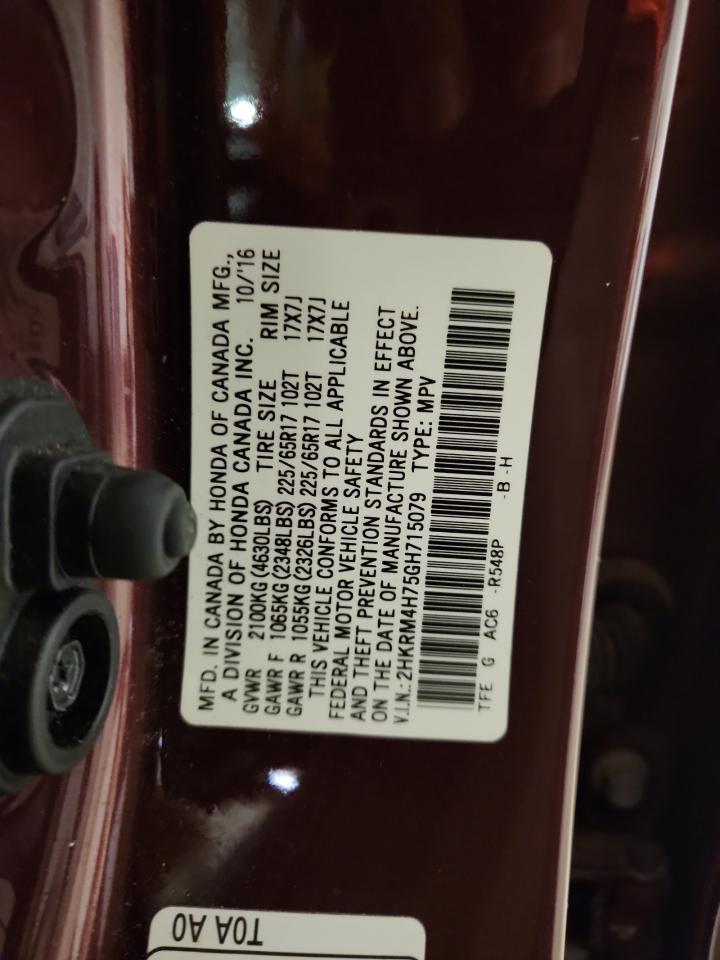 MFD. IN CANADA BY HONDA OF CANADA MFG.,
A DIVISION OF HONDA CANADA INC. 10/'16
GVWR 2100KG(4630LBS) TIRE SIZE RIM SIZE
GAWR F 1065KG(2348LBS) 225/65R17 102T 17X7J
GAWR R 1055KG(2326LBS) 225/65R17 102T 17X7J
THIS VEHICLE CONFORMS TO ALL APPLICABLE
FEDERAL MOTOR VEHICLE SAFETY
AND THEFT PREVENTION STANDARDS IN EFFECT
ON THE DATE OF MANUFACTURE SHOWN ABOVE.
V.I.N.: 2HKRM4H75GH715079 TYPE: MPV
TFE G AC6 -R548P -B -H
T0A A0